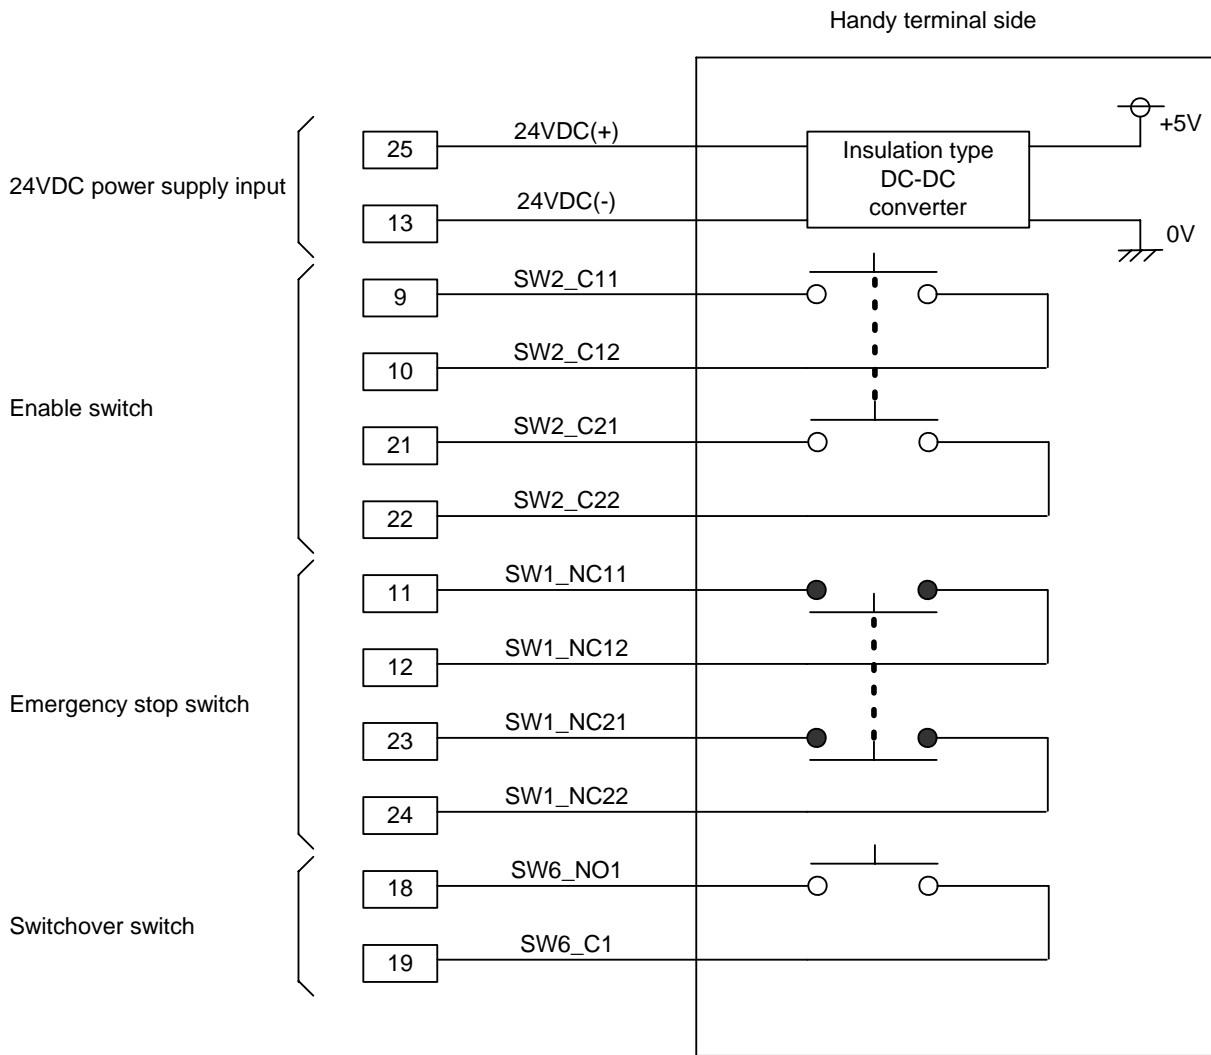 Handy terminal side
24VDC power supply input
25
24VDC(+)
Insulation type
DC-DC
converter
+5V
13
24VDC(-)
0V
Enable switch
9
SW2_C11
10
SW2_C12
21
SW2_C21
22
SW2_C22
Emergency stop switch
11
SW1_NC11
12
SW1_NC12
23
SW1_NC21
24
SW1_NC22
Switchover switch
18
SW6_NO1
19
SW6_C1